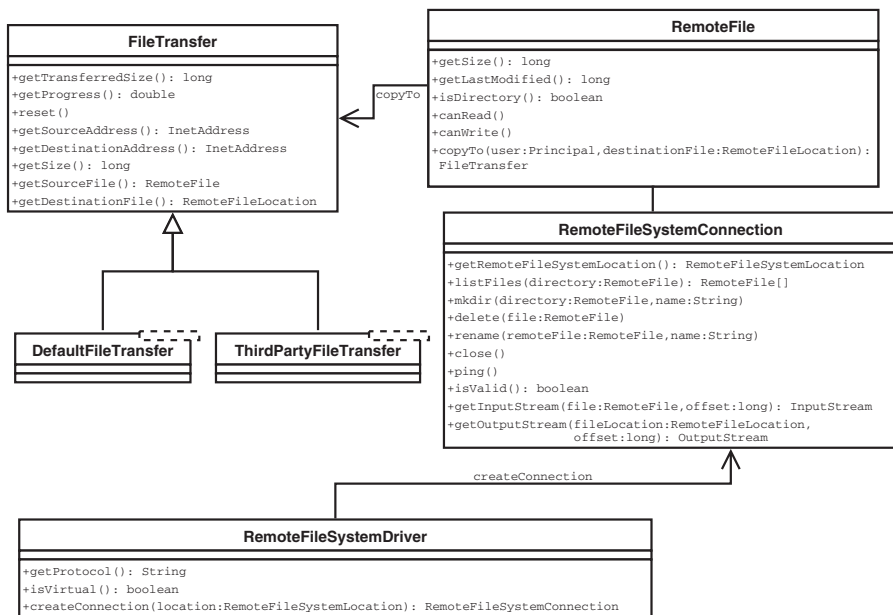 FileTransfer
+getTransferredSize(): long
+getProgress(): double
+reset()
+getSourceAddress(): InetAddress
+getDestinationAddress(): InetAddress
+getSize(): long
+getSourceFile(): RemoteFile
+getDestinationFile(): RemoteFileLocation
copyTo
RemoteFile
+getSize(): long
+getLastModified(): long
+isDirectory(): boolean
+canRead()
+canWrite()
+copyTo(user:Principal,destinationFile:RemoteFileLocation):
FileTransfer
DefaultFileTransfer
ThirdPartyFileTransfer
RemoteFileSystemConnection
+getRemoteFileSystemLocation(): RemoteFileSystemLocation
+listFiles(directory:RemoteFile): RemoteFile[]
+mkdir(directory:RemoteFile,name:String)
+delete(file:RemoteFile)
+rename(remoteFile:RemoteFile,name:String)
+close()
+ping()
+isValid(): boolean
+getInputStream(file:RemoteFile,offset:long): InputStream
+getOutputStream(fileLocation:RemoteFileLocation,
offset:long): OutputStream
createConnection
RemoteFileSystemDriver
+getProtocol(): String
+isVirtual(): boolean
+createConnection(location:RemoteFileSystemLocation): RemoteFileSystemConnection